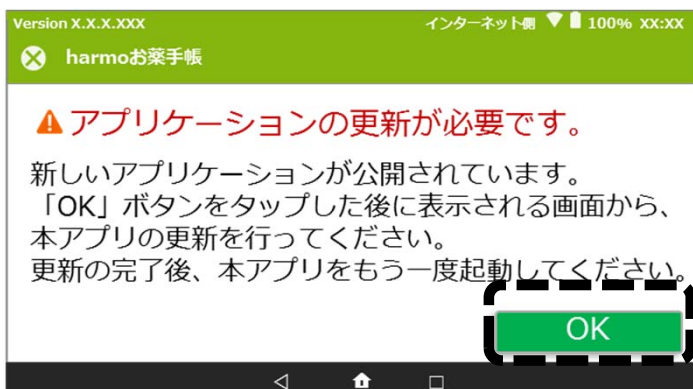 Version X.X.X.XXX インターネット側 100% XX:XX
harmoお薬手帳
アプリケーションの更新が必要です。
新しいアプリケーションが公開されています。
「OK」ボタンをタップした後に表示される画面から、
本アプリの更新を行ってください。
更新の完了後、本アプリをもう一度起動してください。
OK